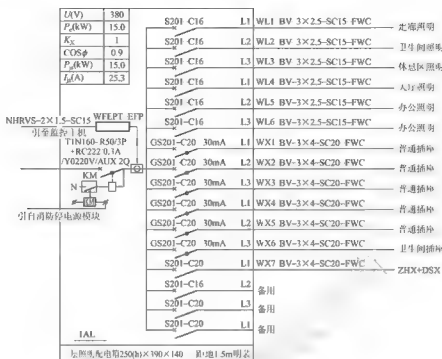 U(V) 380
Pe(kW) 15.0
KX 1
COSφ 0.9
(kW) 15.0
(A) 25.3
NHRVS-2×1.5-SC15
WFEPT EFP
引至监控主机
T1N160-R50/3P
+RC222 0.3A
/Y0220V/AUX 2Q
KM
N
引自消防停电源模块
S201-C16 L1 WL1 BV 3×2.5-SC15-FWC 走廊照明
S201-C16 L2 WL2 BV 3×2.5-SC15-FWC 卫生间照明
S201-C16 L3 WL3 BV 3×2.5-SC15-FWC 休息区照明
S201-C16 L1 WL4 BV 3×2.5-SC15-FWC 大厅照明
S201-C16 L2 WL5 BV 3×2.5-SC15-FWC 办公照明
S201-C16 L3 WL6 BV 3×2.5-SC15-FWC 办公照明
GS201-C20 30mA L1 WX1 BV-3×4-SC20-FWC 普通插座
GS201-C20 30mA L2 WX2 BV-3×4-SC20-FWC 普通插座
GS201-C20 30mA L3 WX3 BV-3×4-SC20-FWC 普通插座
GS201-C20 30mA L1 WX4 BV-3×4-SC20-FWC 普通插座
GS201-C20 30mA L2 WX5 BV-3×4-SC20-FWC 普通插座
GS201-C20 30mA L3 WX6 BV-3×4-SC20-FWC 卫生间插座
S201-C20 L1 WX7 BV-3×4-SC20-FWC ZHX+DSX
S201-C16 L2 备用
S201-C20 L3 备用
S201-C20 L1 备用
1AL
照明配电箱250(h)×390×140 距地1.5m明装